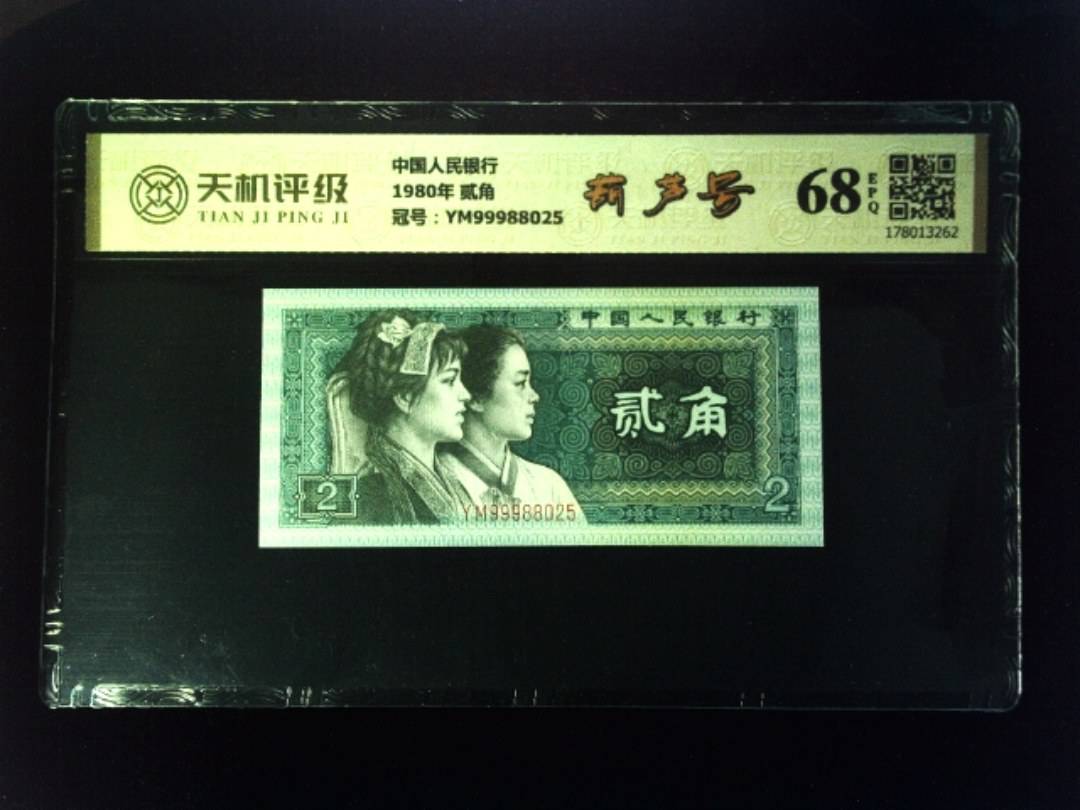 天机评级
TIAN JI PING JI
中国人民银行
1980年 贰角
冠号：YM99988025
葫芦号
68
EPQ
178013262
中国人民银行
贰角
2
2
YM99988025